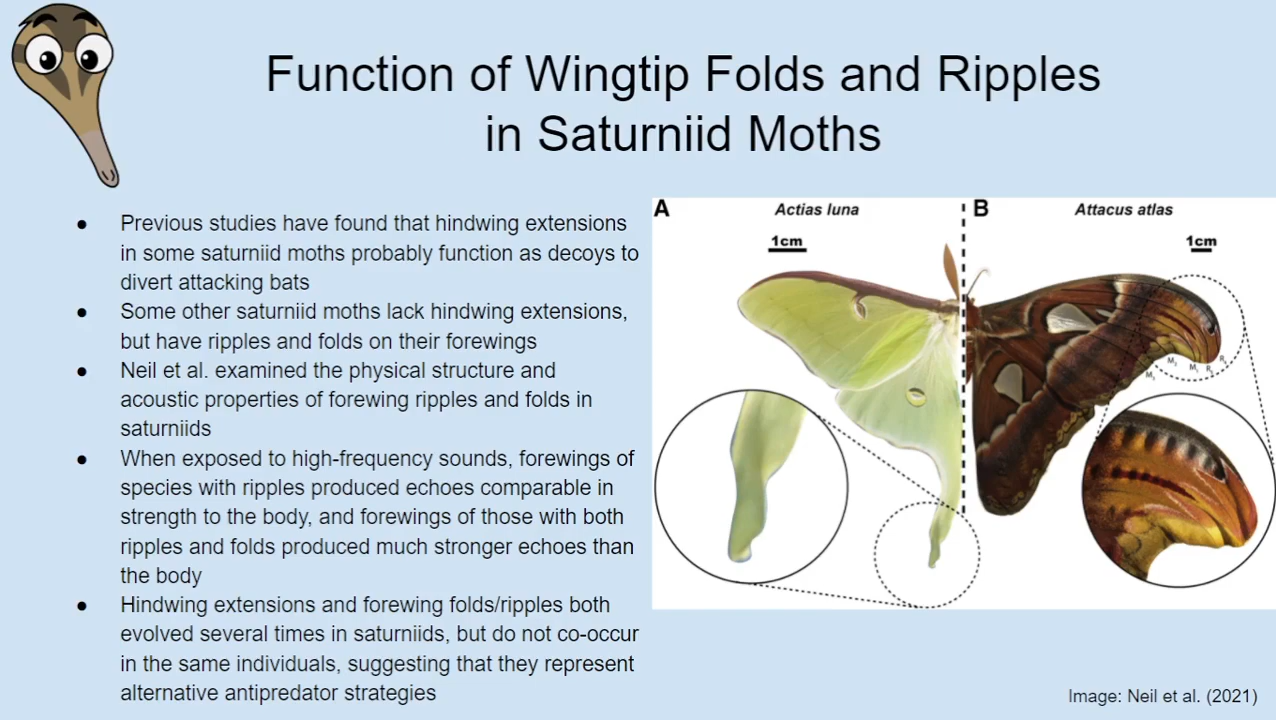 Function of Wingtip Folds and Ripples
in Saturniid Moths
● Previous studies have found that hindwing extensions
in some saturniid moths probably function as decoys to
divert attacking bats
● Some other saturniid moths lack hindwing extensions,
but have ripples and folds on their forewings
● Neil et al. examined the physical structure and
acoustic properties of forewing ripples and folds in
saturniids
● When exposed to high-frequency sounds, forewings of
species with ripples produced echoes comparable in
strength to the body, and forewings of those with both
ripples and folds produced much stronger echoes than
the body
● Hindwing extensions and forewing folds/ripples both
evolved several times in saturniids, but do not co-occur
in the same individuals, suggesting that they represent
alternative antipredator strategies
A
Actias luna
1cm
B
Attacus atlas
1cm
Image: Neil et al. (2021)